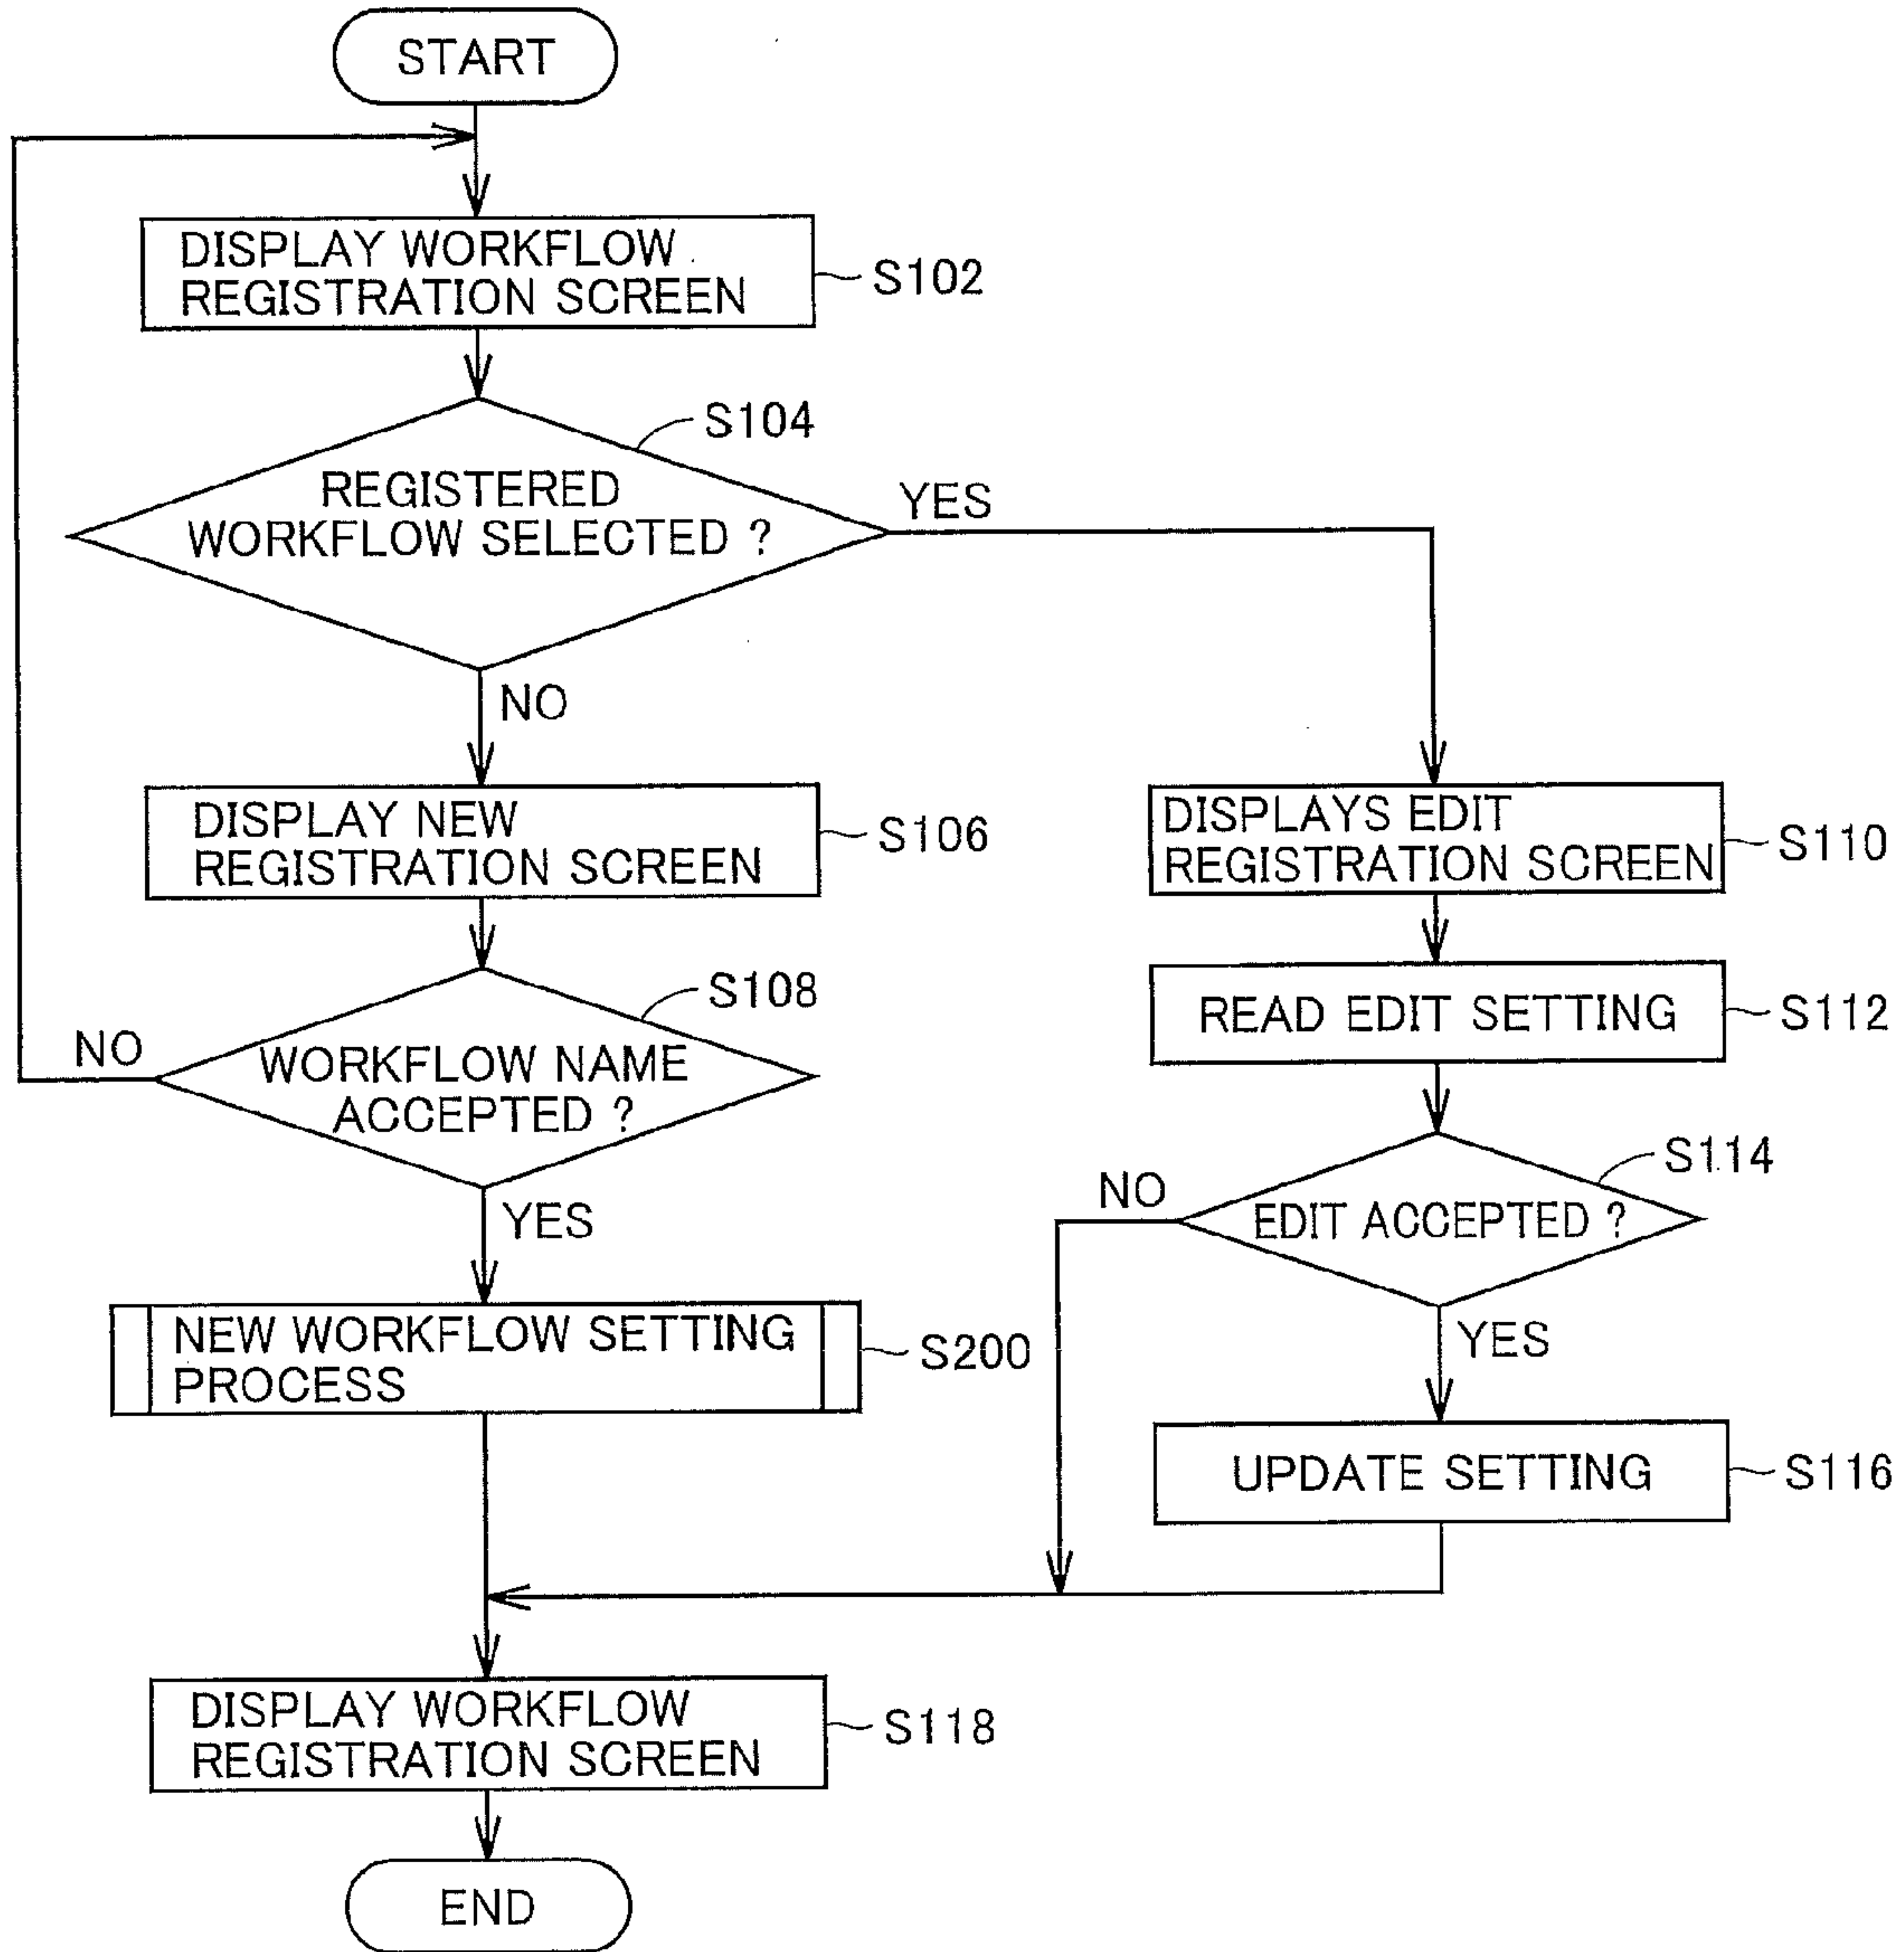 START
DISPLAY WORKFLOW
REGISTRATION SCREEN
S102
S104
REGISTERED
WORKFLOW SELECTED ?
YES
NO
DISPLAY NEW
REGISTRATION SCREEN
S106
DISPLAYS EDIT
REGISTRATION SCREEN
S110
S108
NO
WORKFLOW NAME
ACCEPTED ?
YES
READ EDIT SETTING
S112
S114
NO
EDIT ACCEPTED ?
YES
NEW WORKFLOW SETTING
PROCESS
S200
UPDATE SETTING
S116
DISPLAY WORKFLOW
REGISTRATION SCREEN
S118
END